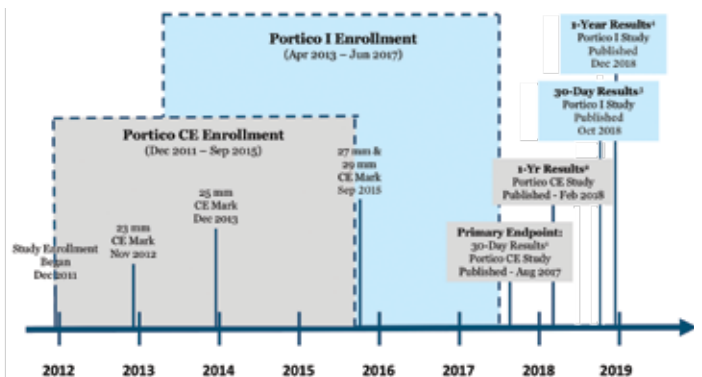 1-Year Results⁴
Portico I Study
Published
Dec 2018
Portico I Enrollment
(Apr 2013 – Jun 2017)
30-Day Results³
Portico I Study
Published
Oct 2018
Portico CE Enrollment
(Dec 2011 – Sep 2015)
27 mm &
29 mm
CE Mark
Sep 2015
1-Yr Results²
Portico CE Study
Published - Feb 2018
25 mm
CE Mark
Dec 2013
23 mm
CE Mark
Nov 2012
Study Enrollment
Began
Dec 2011
Primary Endpoint:
30-Day Results¹
Portico CE Study
Published - Aug 2017
2012 2013 2014 2015 2016 2017 2018 2019